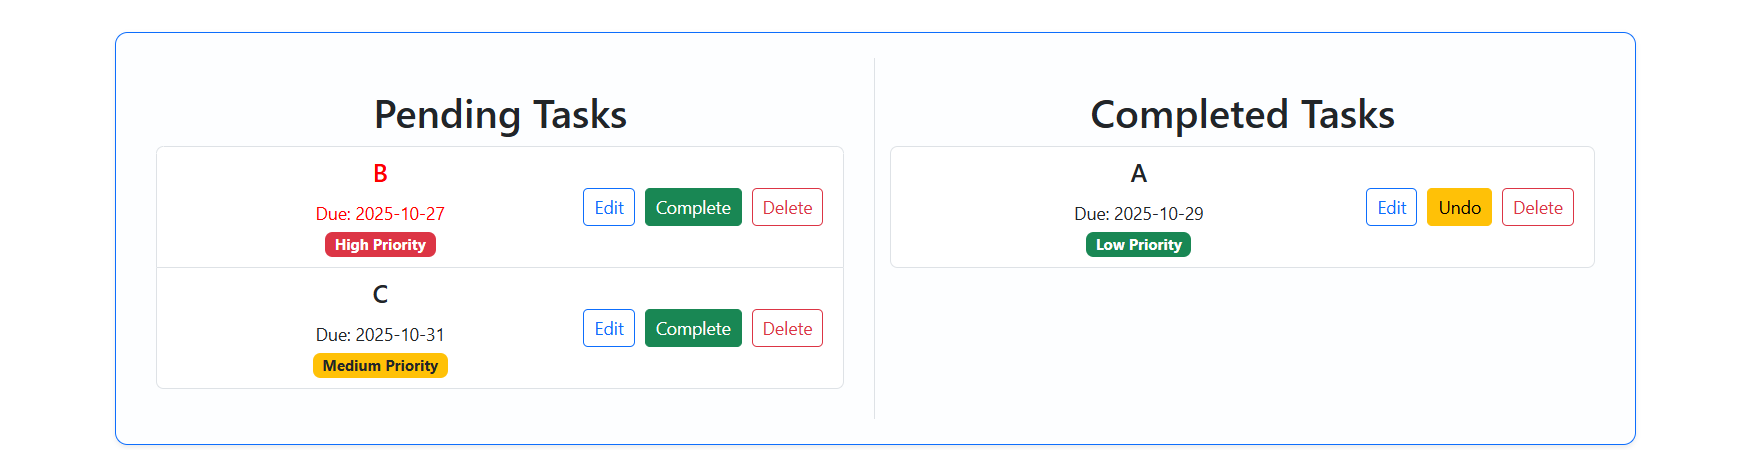 Pending Tasks
B
Due: 2025-10-27
High Priority
Edit Complete Delete
C
Due: 2025-10-31
Medium Priority
Edit Complete Delete
Completed Tasks
A
Due: 2025-10-29
Low Priority
Edit Undo Delete